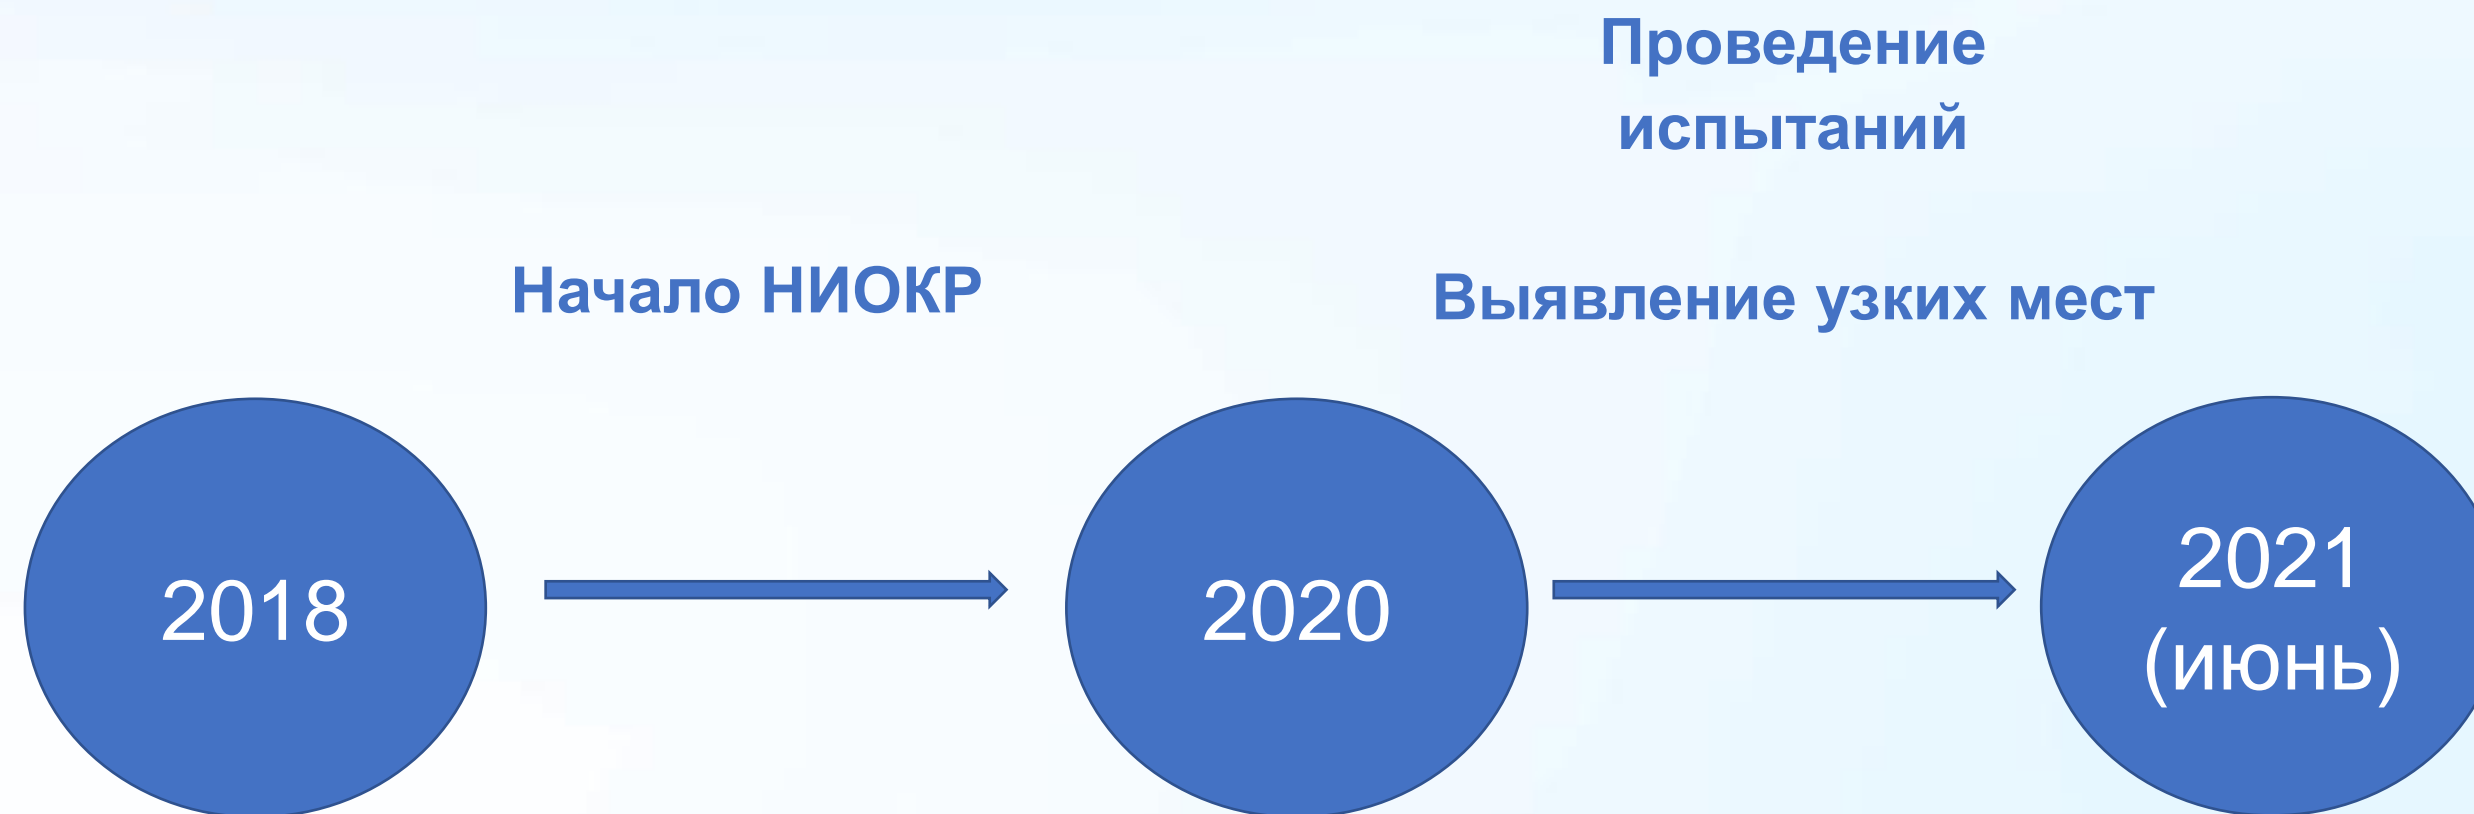 Проведение
испытаний
Начало НИОКР
Выявление узких мест
2018
2020
2021
(июнь)